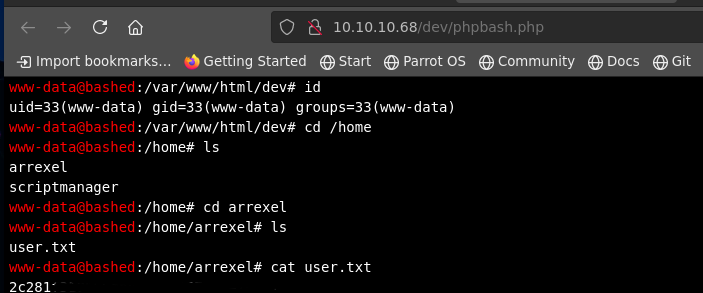 10.10.10.68/dev/phpbash.php
Import bookmarks… Getting Started Start Parrot OS Community Docs Git
www-data@bashed:/var/www/html/dev# id
uid=33(www-data) gid=33(www-data) groups=33(www-data)
www-data@bashed:/var/www/html/dev# cd /home
www-data@bashed:/home# ls
arrexel
scriptmanager
www-data@bashed:/home# cd arrexel
www-data@bashed:/home/arrexel# ls
user.txt
www-data@bashed:/home/arrexel# cat user.txt
2c281